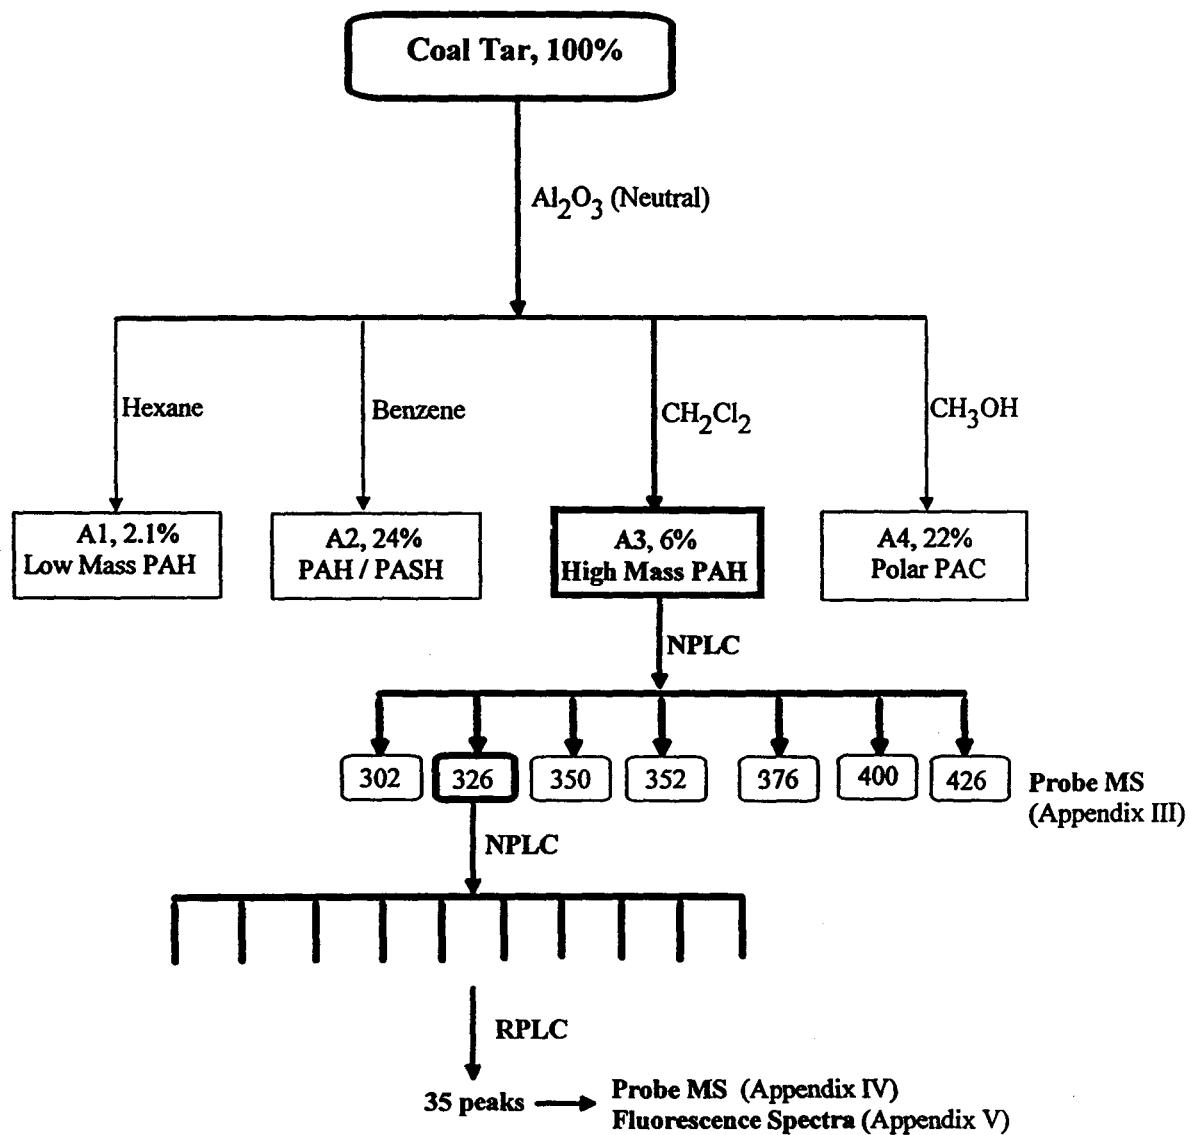 Coal Tar, 100%
Al2O3 (Neutral)
Hexane
Benzene
CH2Cl2
CH3OH
A1, 2.1%
Low Mass PAH
A2, 24%
PAH / PASH
A3, 6%
High Mass PAH
A4, 22%
Polar PAC
NPLC
302
326
350
352
376
400
426
Probe MS
(Appendix III)
NPLC
RPLC
35 peaks
Probe MS (Appendix IV)
Fluorescence Spectra (Appendix V)